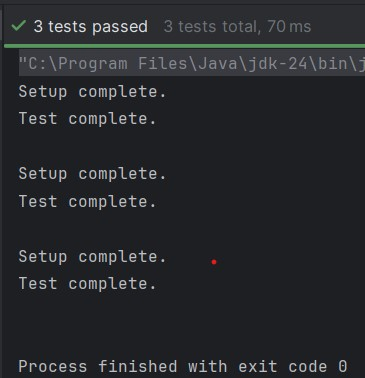 3 tests passed 3 tests total, 70 ms
"C:\Program Files\Java\jdk-24\bin\j
Setup complete.
Test complete.
Setup complete.
Test complete.
Setup complete.
Test complete.
Process finished with exit code 0